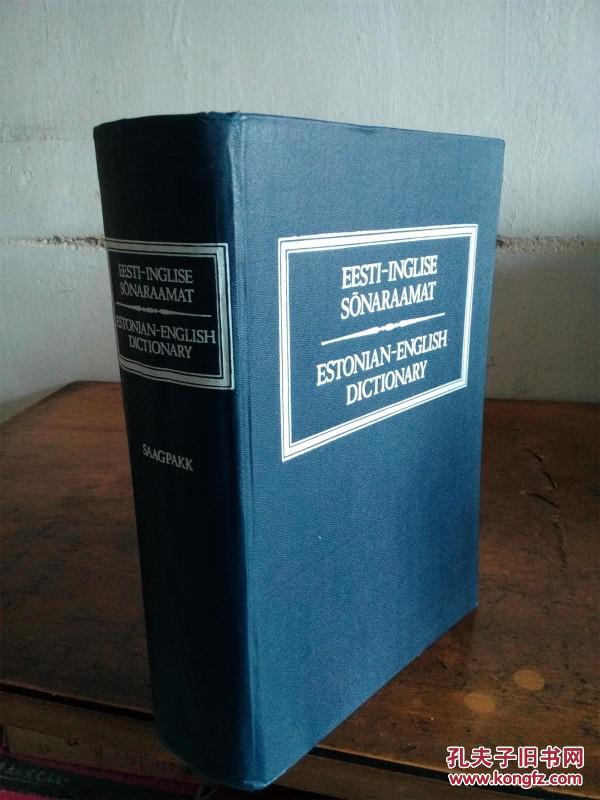 EESTI-INGLISE
SÕNARAAMAT
ESTONIAN-ENGLISH
DICTIONARY
SAAGPAKK
EESTI-INGLISE
SÕNARAAMAT
ESTONIAN-ENGLISH
DICTIONARY
孔夫子旧书网
www.kongfz.com